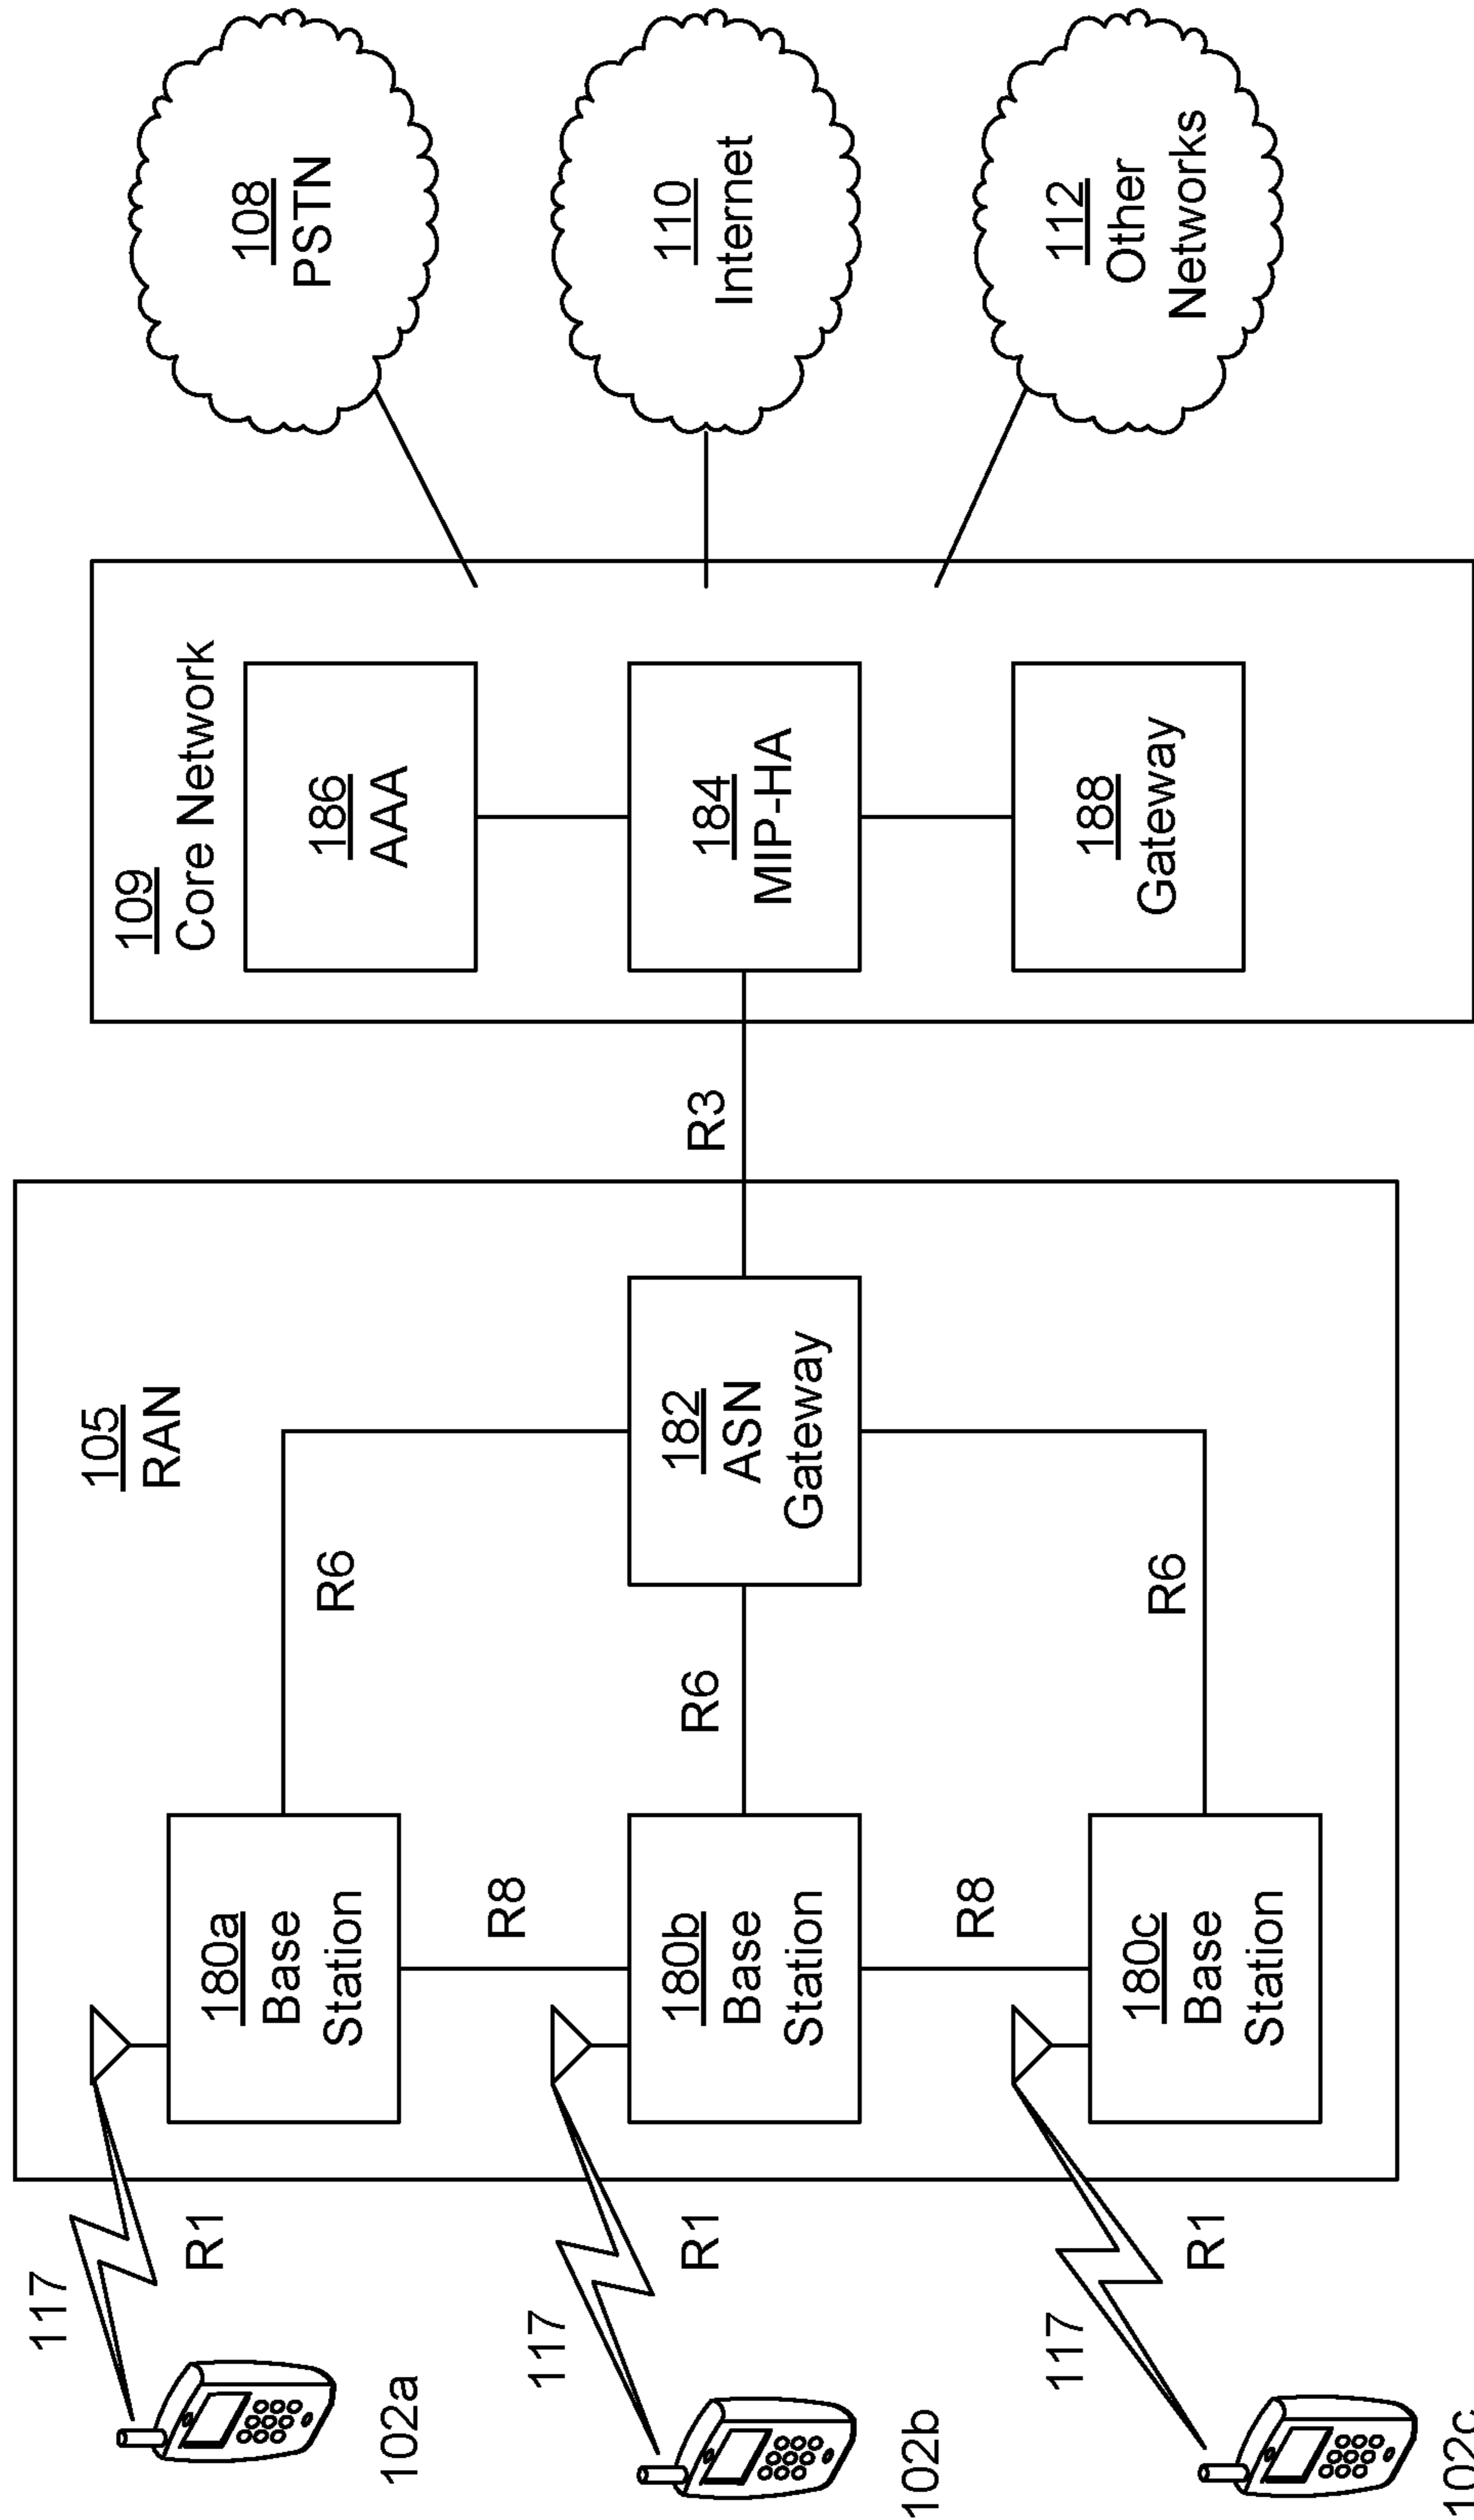 117
102a
R1
117
102b
R1
117
102c
R1
105
RAN
180a
Base
Station
R8
180b
Base
Station
R8
180c
Base
Station
R6
R6
R6
182
ASN
Gateway
R3
109
Core Network
186
AAA
184
MIP-HA
188
Gateway
108
PSTN
110
Internet
112
Other
Networks